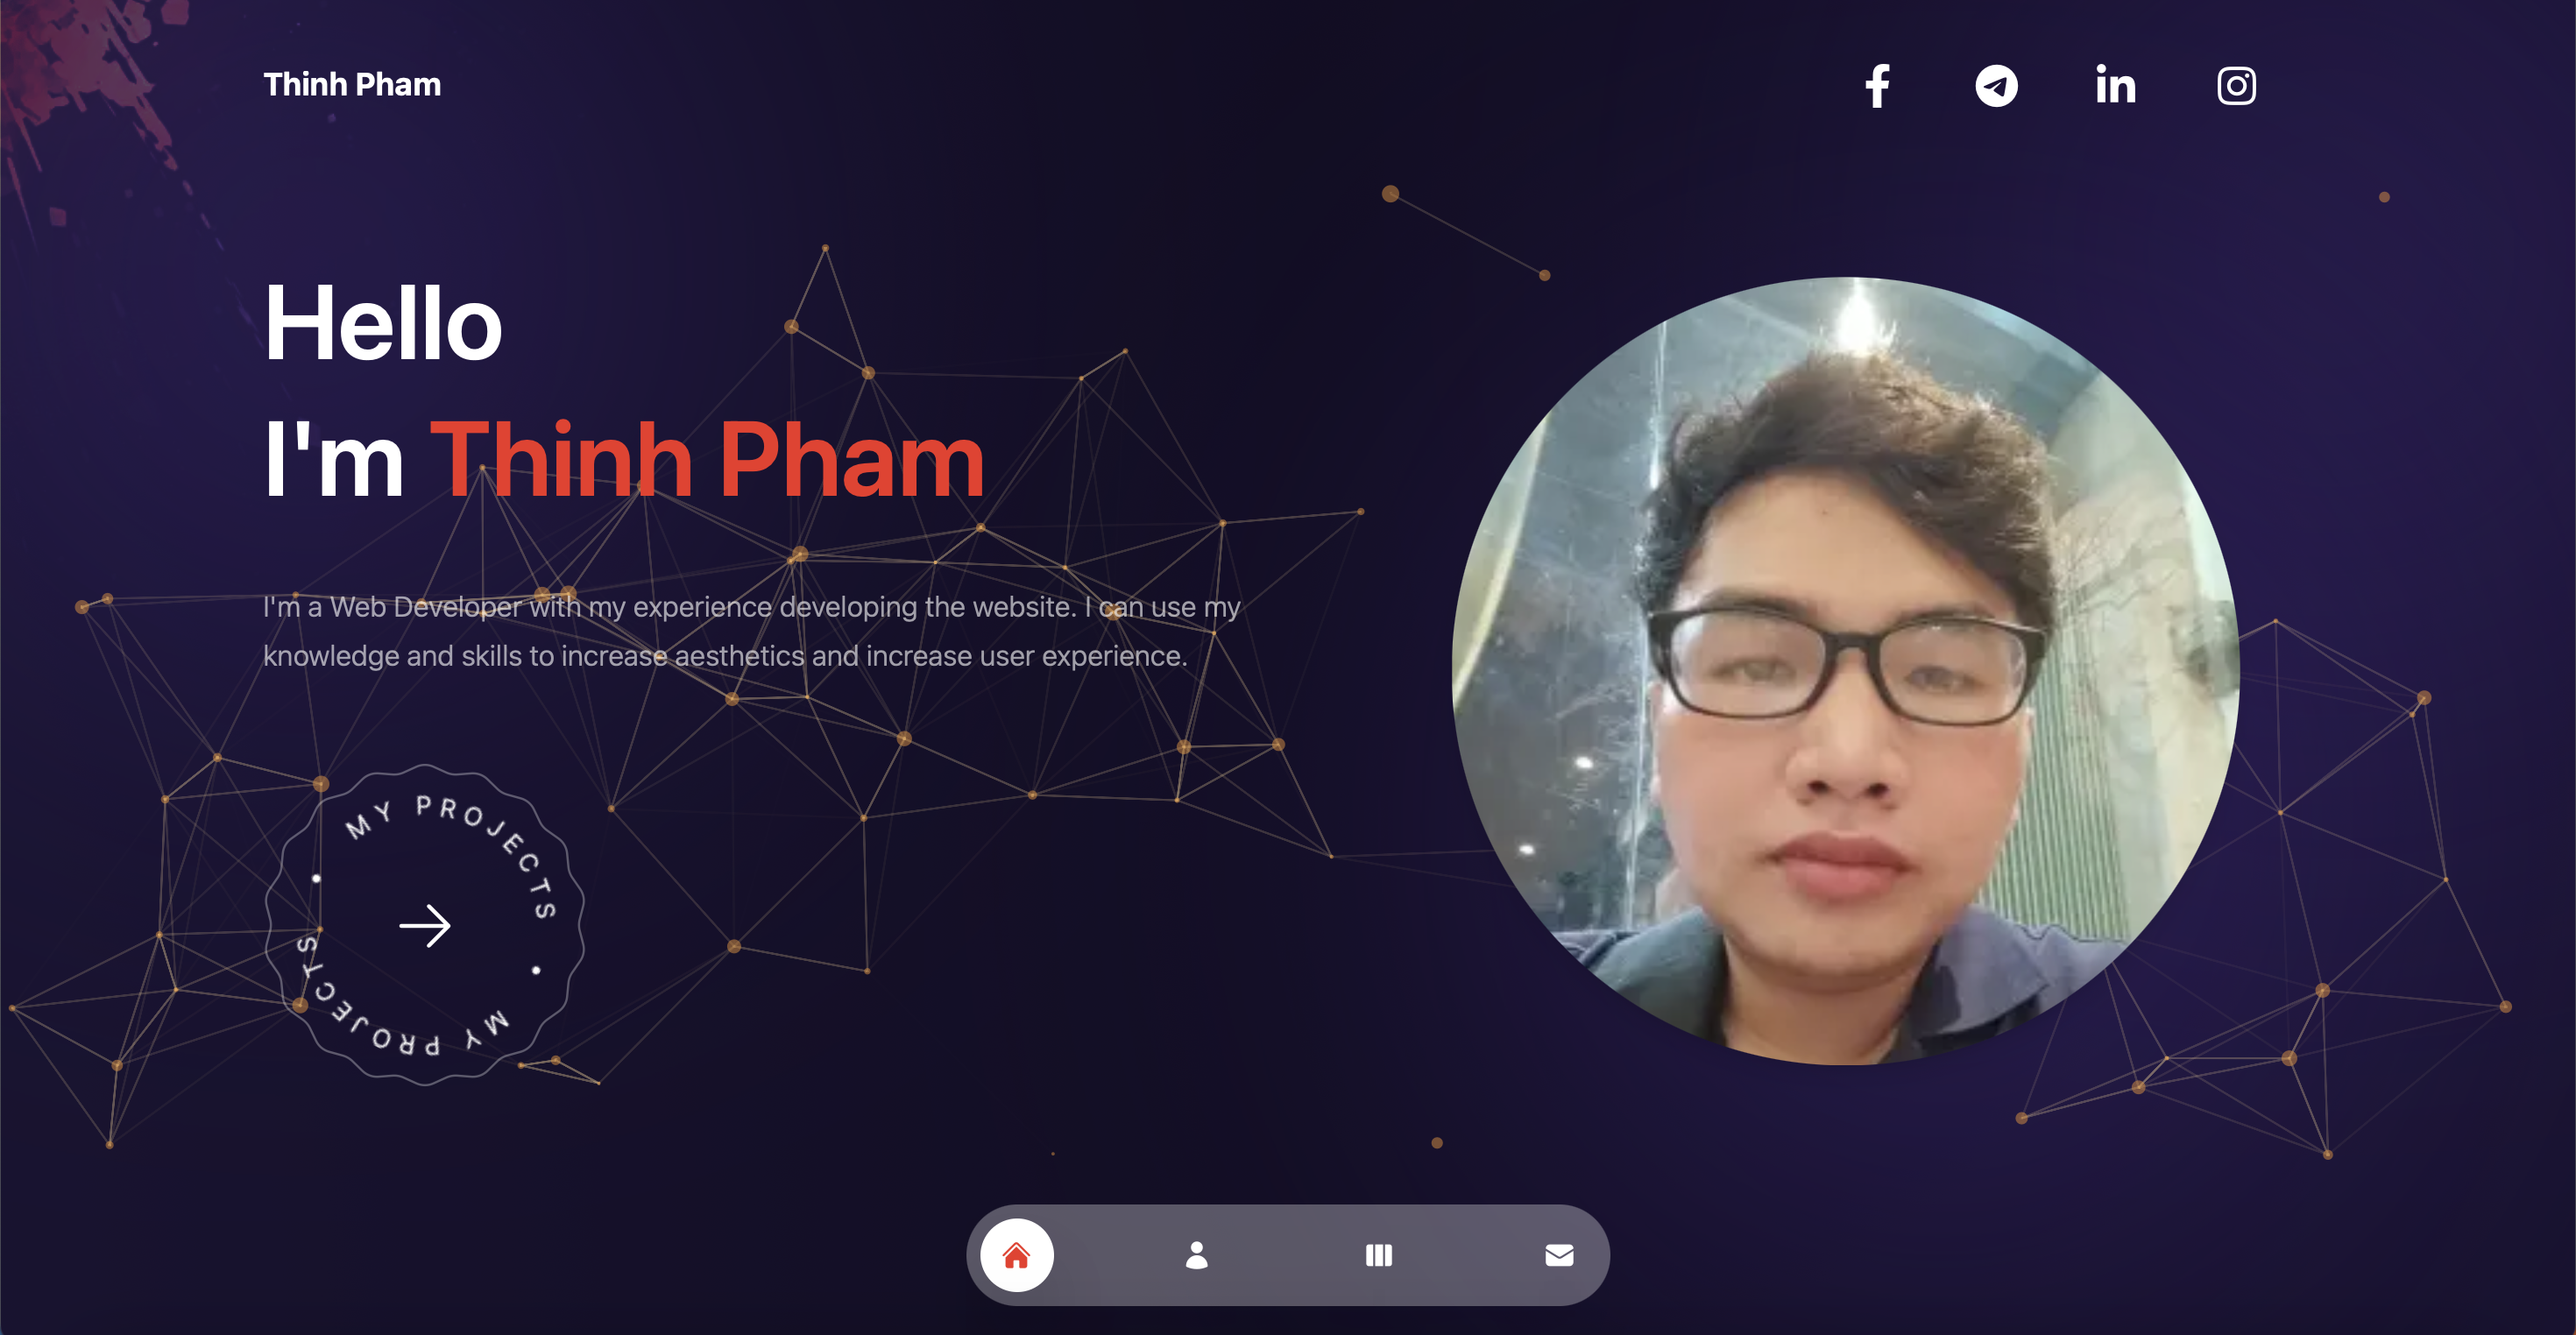 Thinh Pham
Hello
I'm Thinh Pham
I'm a Web Developer with my experience developing the website. I can use my
knowledge and skills to increase aesthetics and increase user experience.
MY PROJECTS • MY PROJECTS •